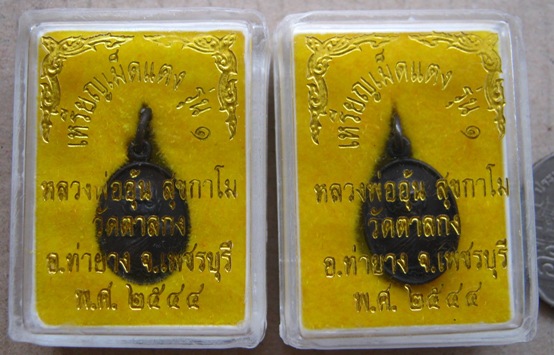 เหรียญเม็ดแตง รุ่น ๑
หลวงพ่ออุ้น สุขกาโม
วัดตาลกง
อ.ท่ายาง จ.เพชรบุรี
พ.ศ. ๒๕๔๔
เหรียญเม็ดแตง รุ่น ๑
หลวงพ่ออุ้น สุขกาโม
วัดตาลกง
อ.ท่ายาง จ.เพชรบุรี
พ.ศ. ๒๕๔๔